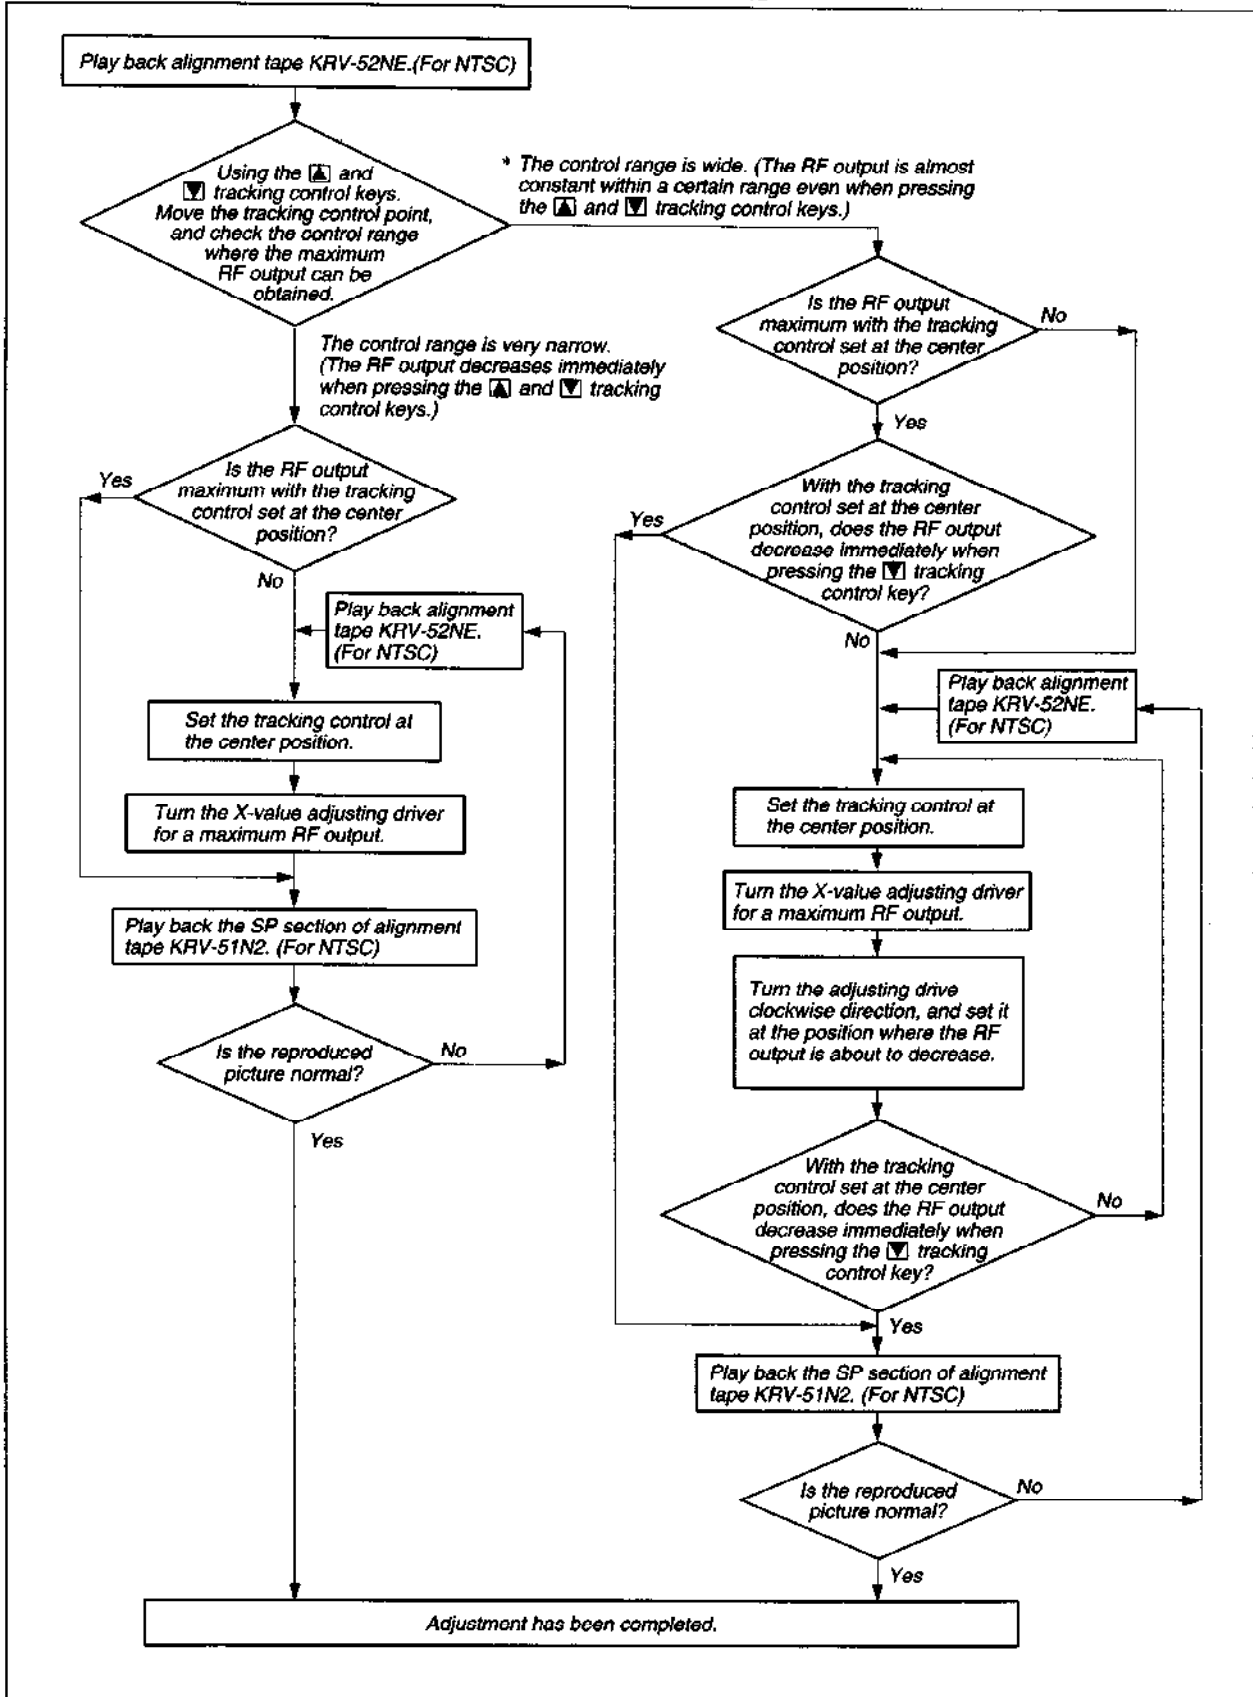 Play back alignment tape KRV-52NE.(For NTSC)
Using the ▲ and
▼ tracking control keys.
Move the tracking control point,
and check the control range
where the maximum
RF output can be
obtained.
* The control range is wide. (The RF output is almost
constant within a certain range even when pressing
the ▲ and ▼ tracking control keys.)
The control range is very narrow.
(The RF output decreases immediately
when pressing the ▲ and ▼ tracking
control keys.)
Is the RF output
maximum with the tracking
control set at the center
position?
Yes
No
Play back alignment
tape KRV-52NE.
(For NTSC)
Set the tracking control at
the center position.
Turn the X-value adjusting driver
for a maximum RF output.
Play back the SP section of alignment
tape KRV-51N2. (For NTSC)
Is the reproduced
picture normal?
No
Yes
Is the RF output
maximum with the tracking
control set at the center
position?
No
Yes
With the tracking
control set at the center
position, does the RF output
decrease immediately when
pressing the ▼ tracking
control key?
Yes
No
Play back alignment
tape KRV-52NE.
(For NTSC)
Set the tracking control at
the center position.
Turn the X-value adjusting driver
for a maximum RF output.
Turn the adjusting drive
clockwise direction, and set it
at the position where the RF
output is about to decrease.
With the tracking
control set at the center
position, does the RF output
decrease immediately when
pressing the ▼ tracking
control key?
No
Yes
Play back the SP section of alignment
tape KRV-51N2. (For NTSC)
Is the reproduced
picture normal?
No
Yes
Adjustment has been completed.